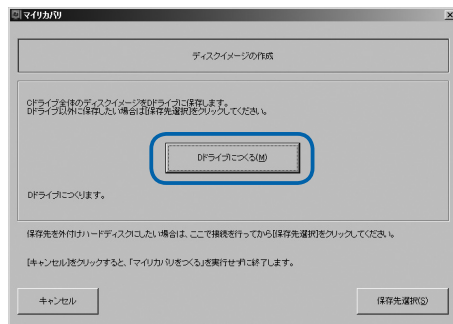 マイリカバリ
ディスクイメージの作成
Cドライブ全体のディスクイメージをDドライブに保存します。
Dドライブ以外に保存したい場合は[保存先選択]をクリックしてください。
Dドライブにつくる(M)
Dドライブにつくります。
保存先を外付けハードディスクにしたい場合は、ここで接続を行ってから[保存先選択]をクリックしてください。
[キャンセル]をクリックすると、「マイリカバリをつくる」を実行せずに終了します。
キャンセル
保存先選択(S)